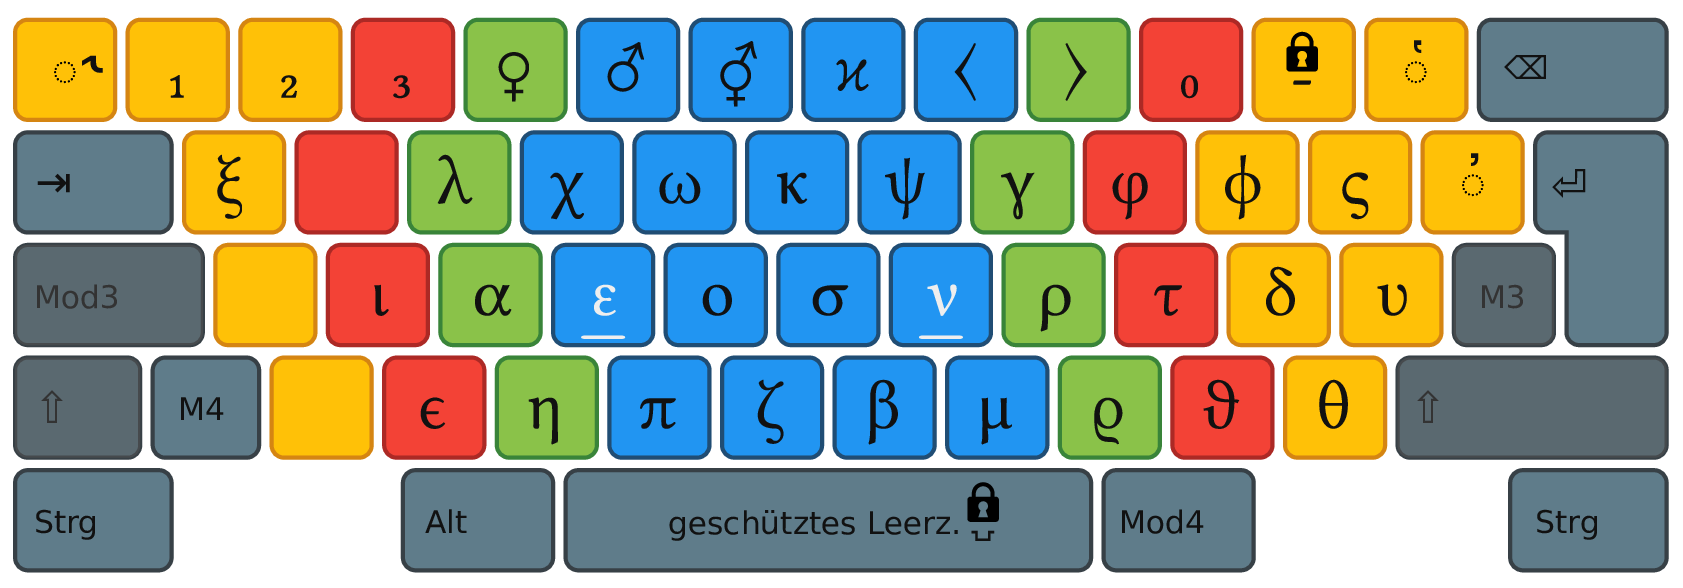 ◌҅ ₁ ₂ ₃ ♀ ♂ ⚥ ϰ 〈 〉 ₀ - ◌̔ ⌫
⇥ ξ λ χ ω κ ψ γ φ ϕ ς ◌̓ ⏎
Mod3 ι α ε ο σ ν ρ τ δ υ M3
⇧ M4 ϵ η π ζ β μ ϱ ϑ θ ⇧
Strg Alt geschütztes Leerz. Mod4 Strg